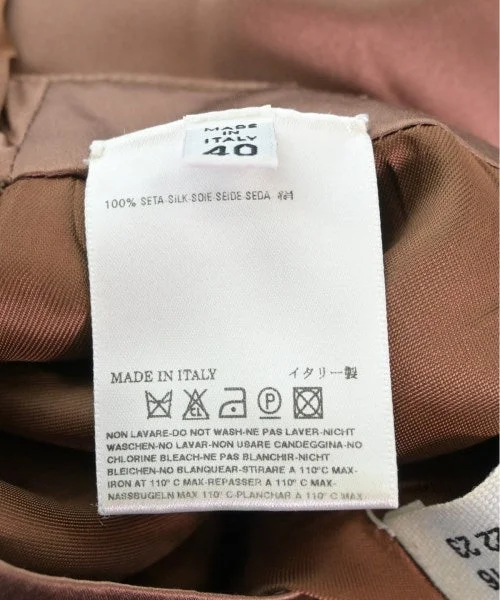 MADE IN
ITALY
40
100% SETA-SILK-SOIE-SEIDE SEDA
MADE IN ITALY イタリー製
CL P
NON LAVARE-DO NOT WASH-NE PAS LAVER-NICHT
WASCHEN-NO LAVAR-NON USARE CANDEGGINA-NO
CHLORINE BLEACH-NE PAS BLANCHIR-NICHT
BLEICHEN-NO BLANQUEAR-STIRARE A 110°C MAX-
IRON AT 110°C MAX-REPASSER A 110°C MAX-
NASSBUGELN MAX 110°C-PLANCHAR A 110°C MAX
22 23